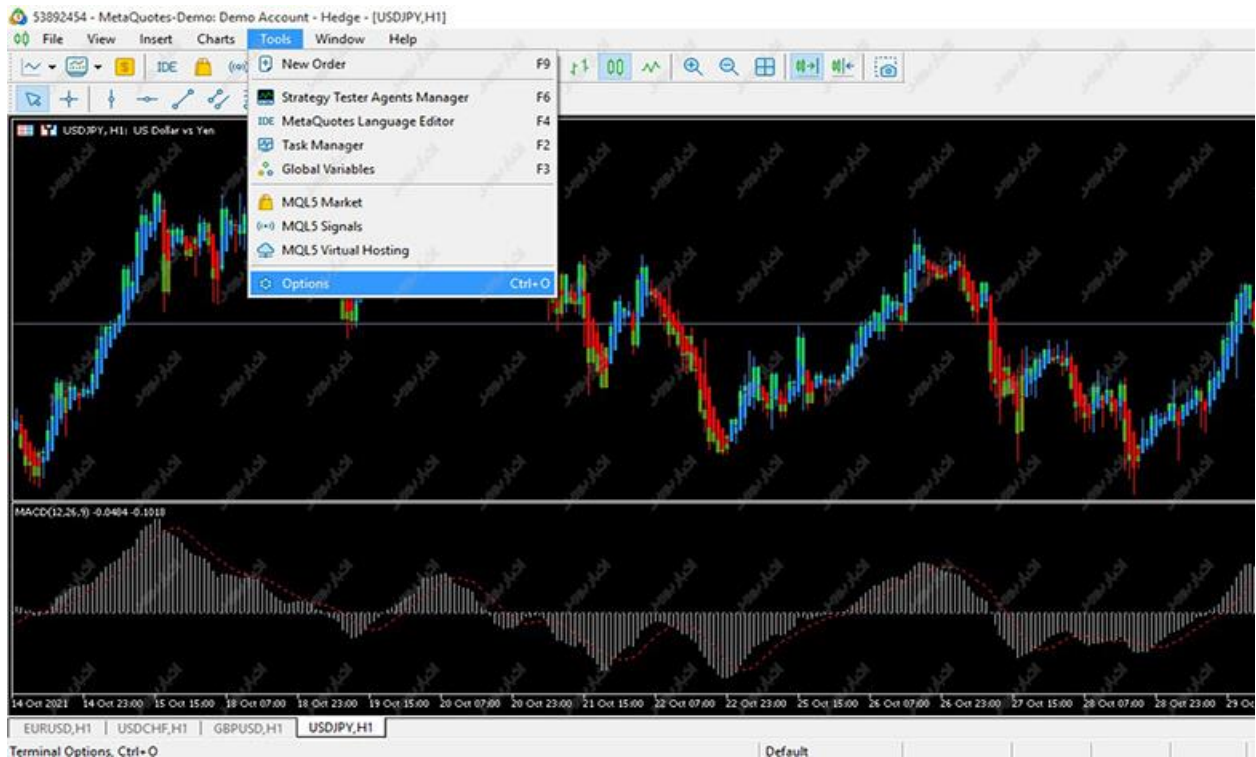 53892454 - MetaQuotes-Demo: Demo Account - Hedge - [USDJPY,H1]
File View Insert Charts Tools Window Help
IDE
New Order F9
Strategy Tester Agents Manager F6
IDE MetaQuotes Language Editor F4
Task Manager F2
Global Variables F3
MQL5 Market
MQL5 Signals
MQL5 Virtual Hosting
Options Ctrl+O
USDJPY, H1: US Dollar vs Yen
MACD(12,26,9) -0.0484 -0.1018
14 Oct 2021 14 Oct 23:00 15 Oct 15:00 18 Oct 07:00 18 Oct 23:00 19 Oct 15:00 20 Oct 07:00 20 Oct 23:00 21 Oct 15:00 22 Oct 07:00 22 Oct 23:00 25 Oct 15:00 26 Oct 07:00 26 Oct 23:00 27 Oct 15:00 28 Oct 07:00 28 Oct 23:00 29 Oc
EURUSD,H1 USDCHF,H1 GBPUSD,H1 USDJPY,H1
Terminal Options, Ctrl+O Default